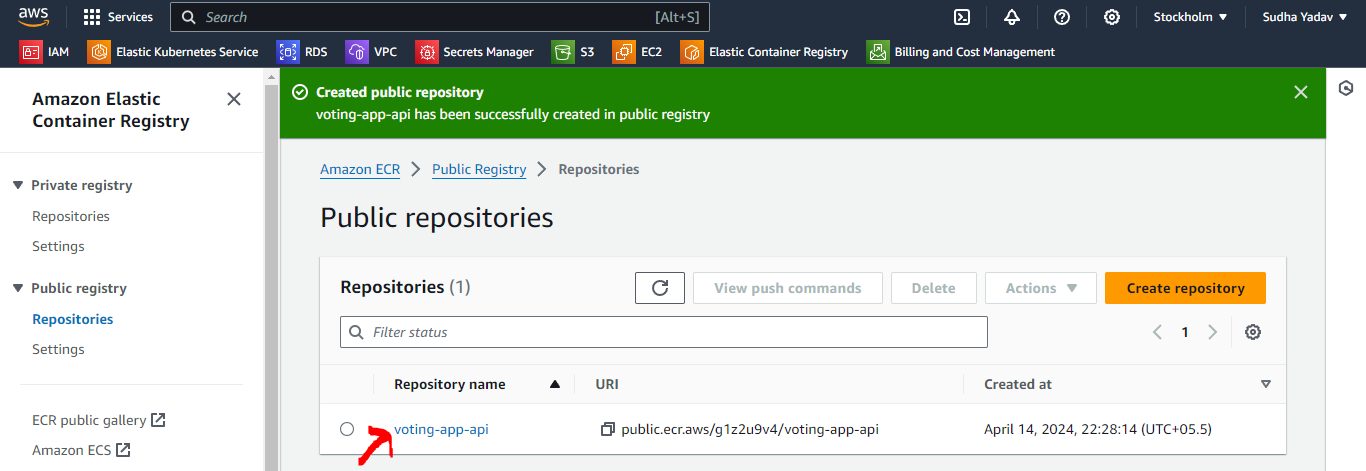 aws Services Search [Alt+S] Stockholm ▼ Sudha Yadav ▼
IAM Elastic Kubernetes Service RDS VPC Secrets Manager S3 EC2 Elastic Container Registry Billing and Cost Management
Amazon Elastic
Container Registry
Private registry
Repositories
Settings
Public registry
Repositories
Settings
ECR public gallery
Amazon ECS
Created public repository
voting-app-api has been successfully created in public registry
Amazon ECR > Public Registry > Repositories
Public repositories
Repositories (1) View push commands Delete Actions ▼ Create repository
Filter status < 1 >
Repository name ▲ URI Created at ▽
voting-app-api public.ecr.aws/g1z2u9v4/voting-app-api April 14, 2024, 22:28:14 (UTC+05.5)